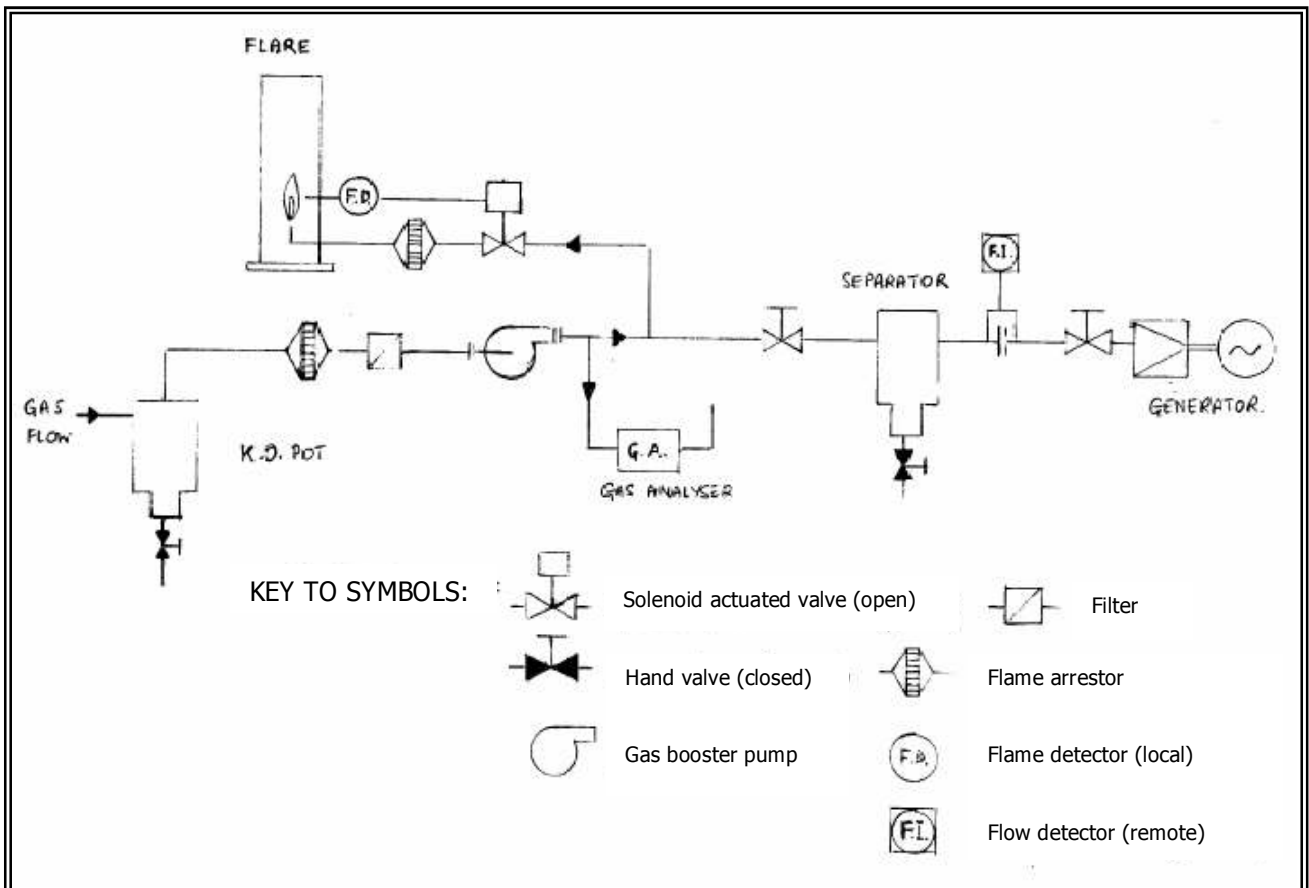 FLARE
F.D.
F.I.
SEPARATOR
GAS
FLOW
K.O. POT
G.A.
GAS ANALYSER
GENERATOR.
KEY TO SYMBOLS:
Solenoid actuated valve (open)
Filter
Hand valve (closed)
Flame arrestor
Gas booster pump
F.D.
Flame detector (local)
F.I.
Flow detector (remote)